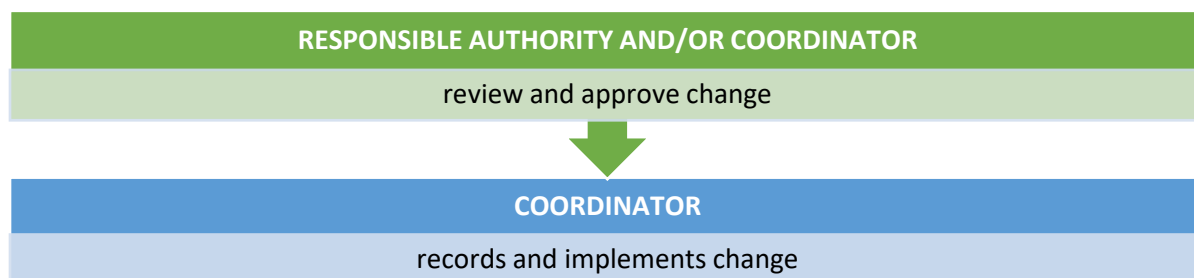 RESPONSIBLE AUTHORITY AND/OR COORDINATOR
review and approve change
COORDINATOR
records and implements change